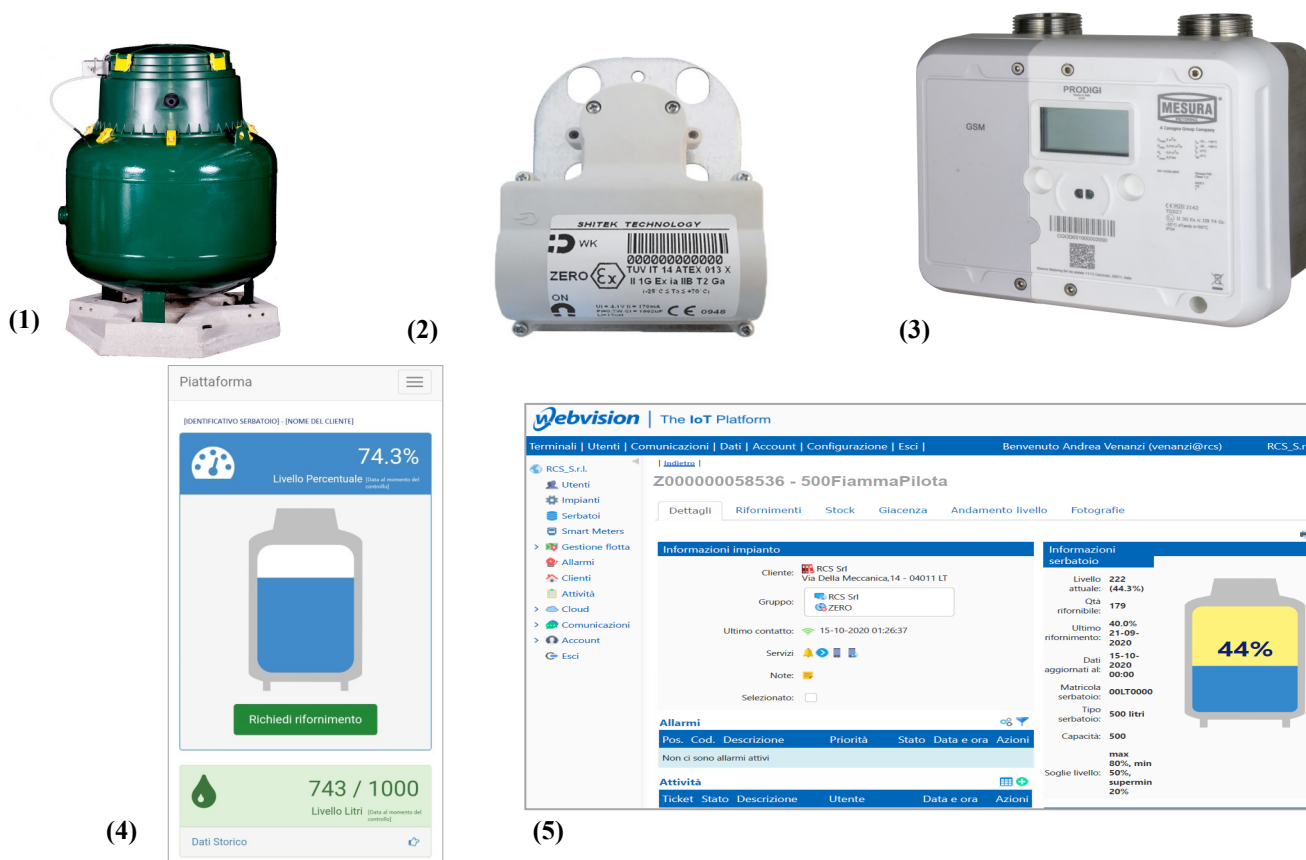 (1)
SHITEK TECHNOLOGY
WK
000000000000
ZERO
TUV IT 14 ATEX 013 X
II 1G Ex ia IIB T2 Ga
ON
CE 0948
(2)
PRODIGI
GSM
MESURA
METERING
A Canagas Group Company
(3)
Piattaforma
[IDENTIFICATIVO SERBATOIO] - [NOME DEL CLIENTE]
74.3%
Livello Percentuale [Data al momento del controllo]
Richiedi rifornimento
743 / 1000
Livello Litri [Data al momento del controllo]
Dati Storico
(4)
Webvision | The IoT Platform
Terminali | Utenti | Comunicazioni | Dati | Account | Configurazione | Esci |
Benvenuto Andrea Venanzi (venanzi@rcs)
RCS_S.r
RCS_S.r.l.
Utenti
Impianti
Serbatoi
Smart Meters
Gestione flotta
Allarmi
Clienti
Attività
Cloud
Comunicazioni
Account
Esci
| Indietro |
Z000000058536 - 500FiammaPilota
Dettagli Rifornimenti Stock Giacenza Andamento livello Fotografie
Informazioni impianto
Cliente: RCS Srl
Via Della Meccanica,14 - 04011 LT
Gruppo: RCS Srl
ZERO
Ultimo contatto: 15-10-2020 01:26:37
Servizi
Note:
Selezionato:
Allarmi
Pos. Cod. Descrizione Priorità Stato Data e ora Azioni
Non ci sono allarmi attivi
Attività
Ticket Stato Descrizione Utente Data e ora Azioni
Informazioni
serbatoio
Livello attuale: 222 (44.3%)
Qtà rifornibile: 179
Ultimo rifornimento: 40.0% 21-09-2020
Dati aggiornati al: 15-10-2020 00:00
Matricola serbatoio: 00LT0000
Tipo serbatoio: 500 litri
Capacità: 500
Soglie livello: max 80%, min 50%, supermin 20%
44%
(5)